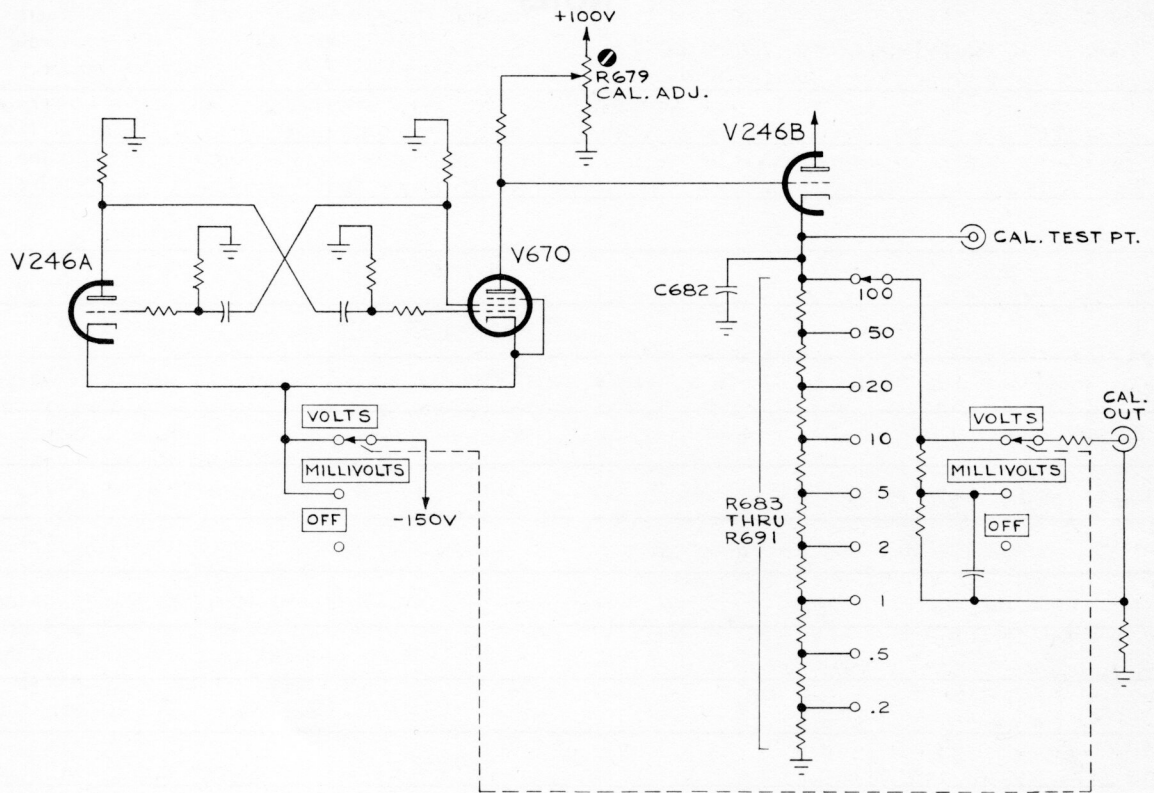 +100V
R679
CAL. ADJ.
V246B
V246A
V670
CAL. TEST PT.
C682
100
50
20
10
5
2
1
.5
.2
R683
THRU
R691
VOLTS
MILLIVOLTS
OFF
-150V
VOLTS
MILLIVOLTS
OFF
CAL.
OUT